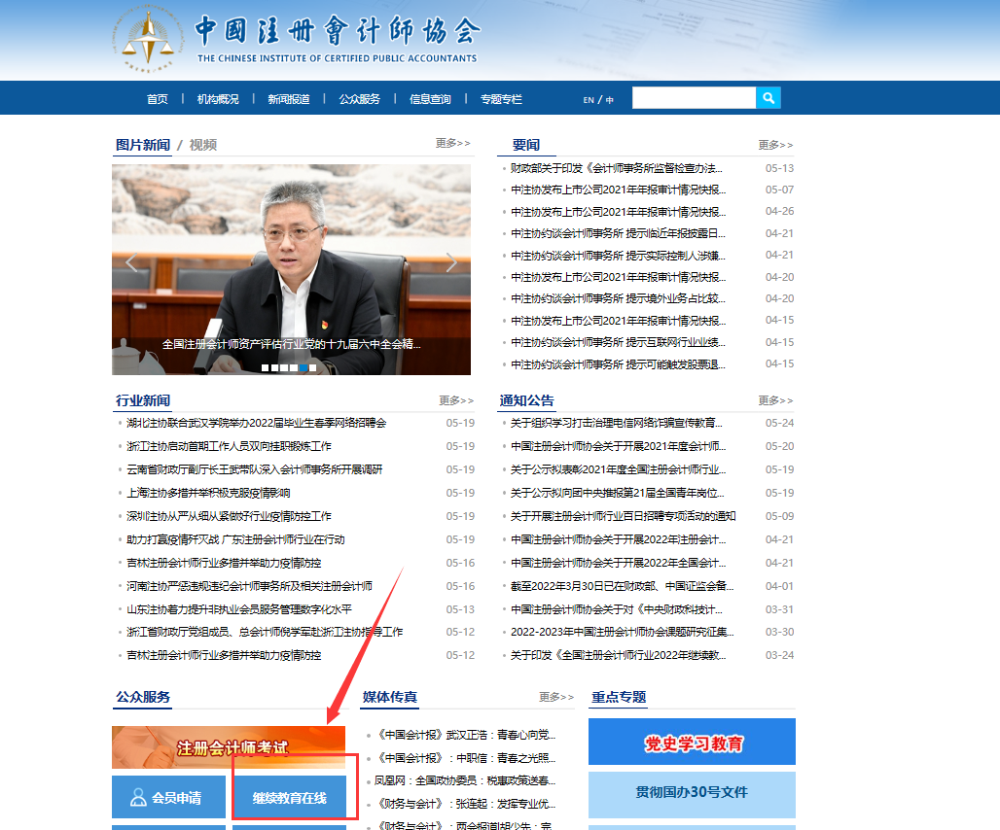 中國注册會計師協会
THE CHINESE INSTITUTE OF CERTIFIED PUBLIC ACCOUNTANTS
首页 | 机构概况 | 新闻报道 | 公众服务 | 信息查询 | 专题专栏
EN / 中
图片新闻 / 视频 更多>>
全国注册会计师资产评估行业党的十九届六中全会精...
要闻 更多>>
财政部关于印发《会计师事务所监督检查办法... 05-13
中注协发布上市公司2021年年报审计情况快报... 05-07
中注协发布上市公司2021年年报审计情况快报... 04-26
中注协约谈会计师事务所 提示临近年报披露日... 04-21
中注协约谈会计师事务所 提示实际控制人涉嫌... 04-21
中注协发布上市公司2021年年报审计情况快报... 04-20
中注协约谈会计师事务所 提示境外业务占比较... 04-20
中注协发布上市公司2021年年报审计情况快报... 04-15
中注协约谈会计师事务所 提示互联网行业业绩... 04-15
中注协约谈会计师事务所 提示可能触发股票退... 04-15
行业新闻 更多>>
湖北注协联合武汉学院举办2022届毕业生春季网络招聘会 05-19
浙江注协启动首期工作人员双向挂职锻炼工作 05-19
云南省财政厅副厅长王武带队深入会计师事务所开展调研 05-19
上海注协多措并举积极克服疫情影响 05-19
深圳注协从严从细从紧做好行业疫情防控工作 05-19
助力打赢疫情歼灭战 广东注册会计师行业在行动 05-19
吉林注册会计师行业多措并举助力疫情防控 05-16
河南注协严惩违规违纪会计师事务所及相关注册会计师 05-16
山东注协着力提升非执业会员服务管理数字化水平 05-13
浙江省财政厅党组成员、总会计师倪学军赴浙江注协指导工作 05-12
吉林注册会计师行业多措并举助力疫情防控 05-12
通知公告 更多>>
关于组织学习打击治理电信网络诈骗宣传教育... 05-24
中国注册会计师协会关于开展2021年度会计师... 05-20
关于公示拟表彰2021年度全国注册会计师行业... 05-19
关于公示拟向团中央推报第21届全国青年岗位... 05-19
关于开展注册会计师行业百日招聘专项活动的通知 05-09
中国注册会计师协会关于开展2022年注册会计... 04-21
中国注册会计师协会关于开展2022年全国会计... 04-21
截至2022年3月30日已在财政部、中国证监会备... 04-01
中国注册会计师协会关于对《中央财政科技计... 03-31
2022-2023年中国注册会计师协会课题研究征集... 03-30
关于印发《全国注册会计师行业2022年继续教... 03-24
公众服务
注册会计师考试
会员申请
继续教育在线
媒体传真 更多>>
《中国会计报》武汉正浩：青春心向党...
《中国会计报》：中职信：青春之光照...
凤凰网：全国政协委员：税惠政策送春...
《财务与会计》：张连起：发挥专业优...
《财务与会计》：两会报道|胡少先：完
重点专题
党史学习教育
贯彻国办30号文件